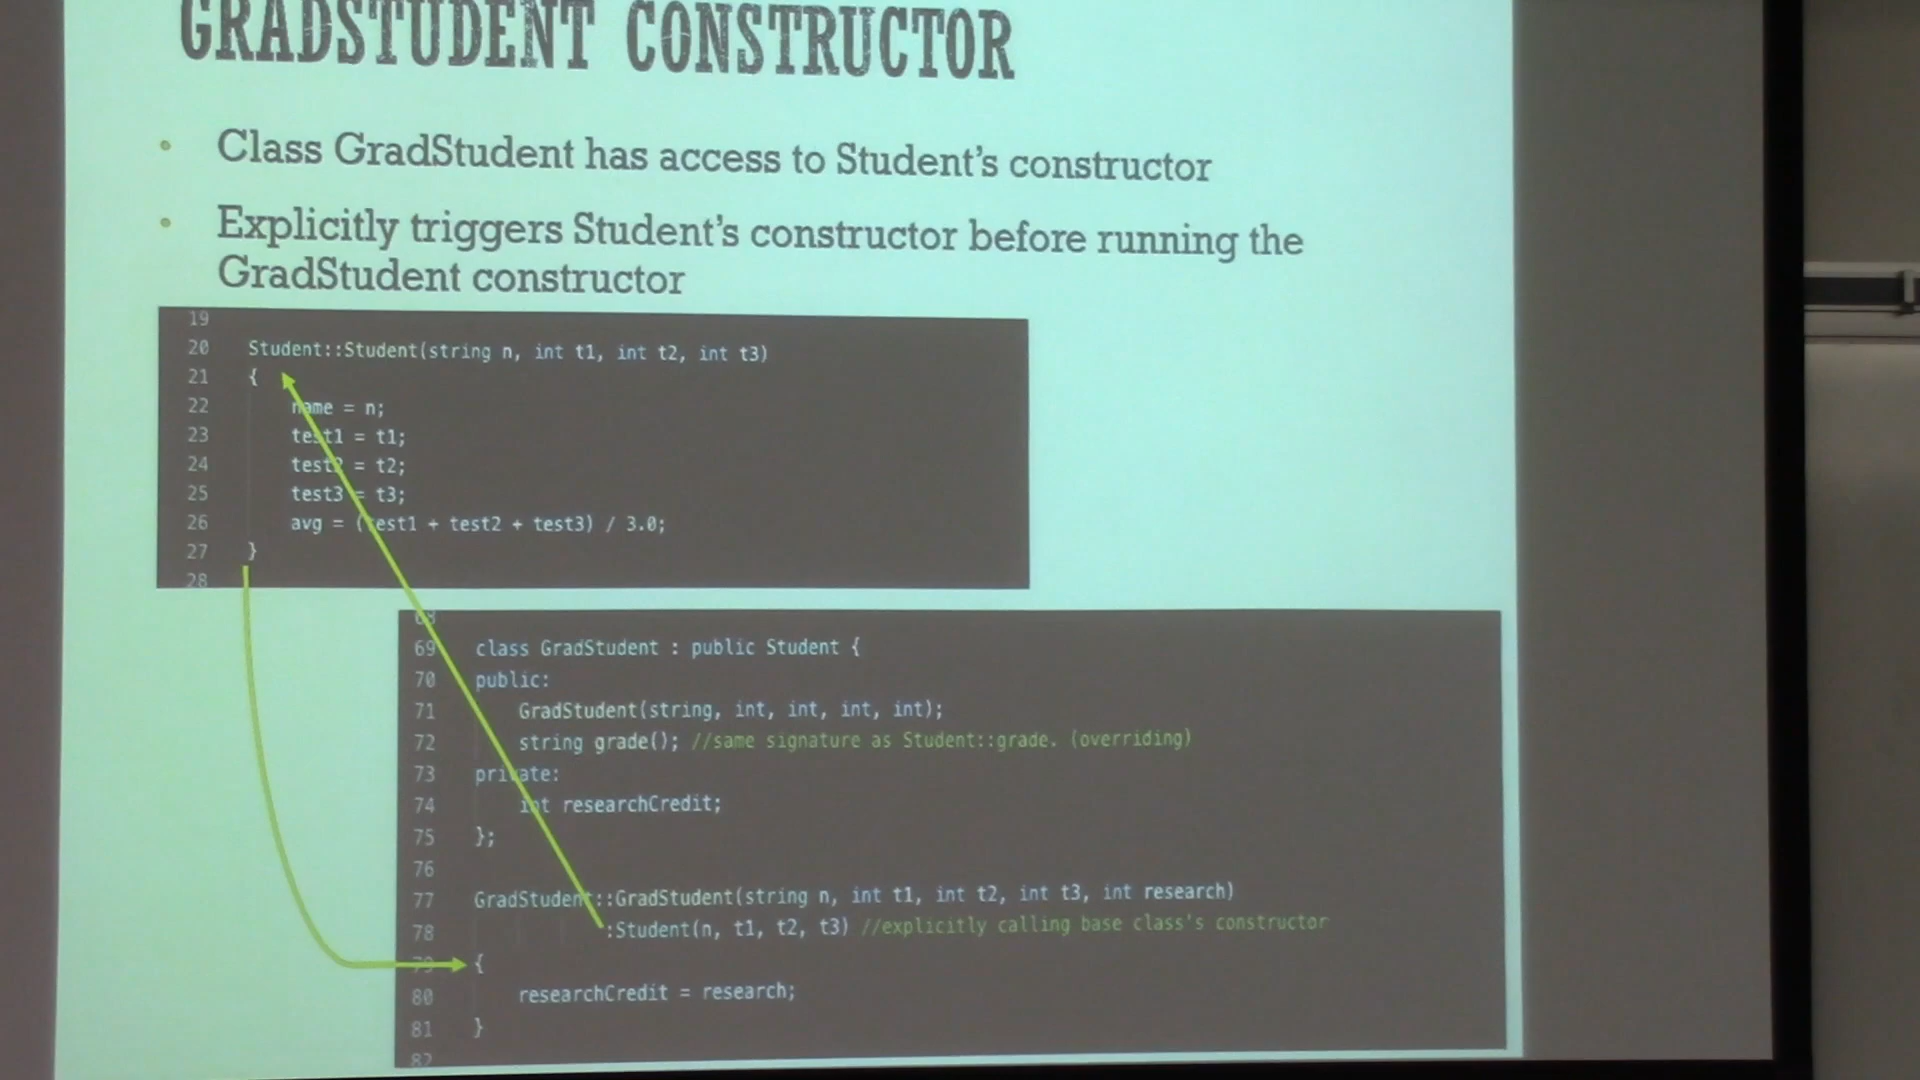 GRADSTUDENT CONSTRUCTOR
• Class GradStudent has access to Student's constructor
• Explicitly triggers Student's constructor before running the
GradStudent constructor
19
20 Student::Student(string n, int t1, int t2, int t3)
21 {
22 name = n;
23 test1 = t1;
24 test2 = t2;
25 test3 = t3;
26 avg = (test1 + test2 + test3) / 3.0;
27 }
28
68
69 class GradStudent : public Student {
70 public:
71 GradStudent(string, int, int, int, int);
72 string grade(); //same signature as Student::grade. (overriding)
73 private:
74 int researchCredit;
75 };
76
77 GradStudent::GradStudent(string n, int t1, int t2, int t3, int research)
78 :Student(n, t1, t2, t3) //explicitly calling base class's constructor
79 {
80 researchCredit = research;
81 }
82